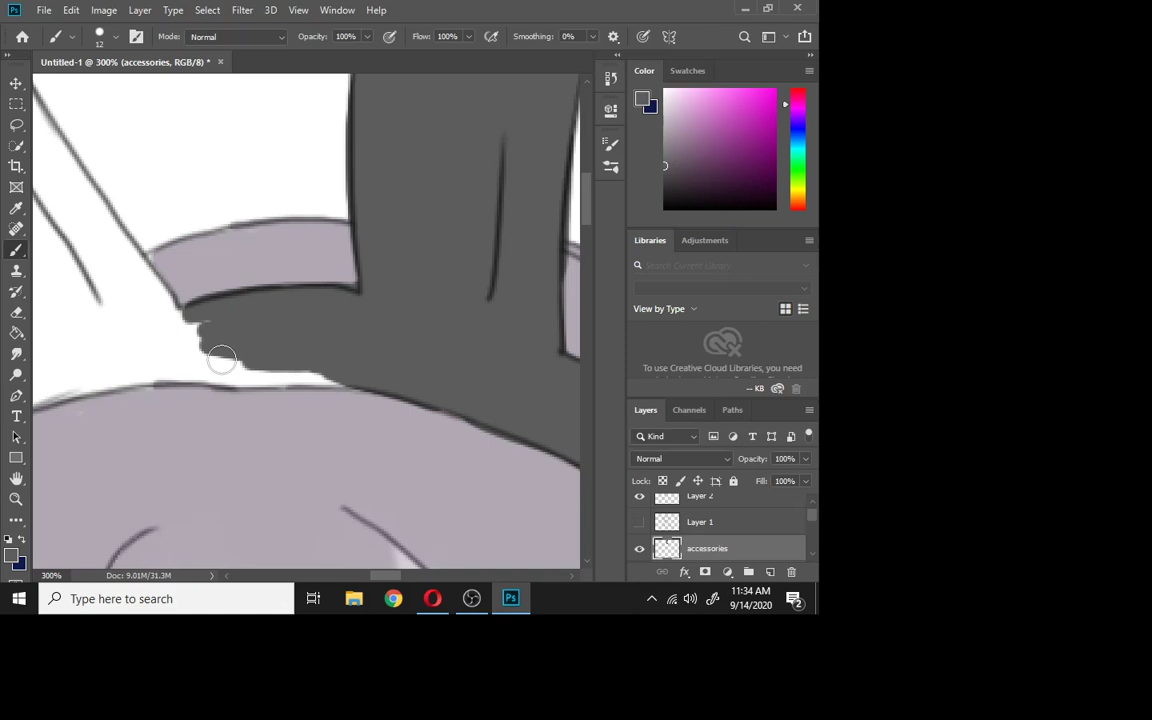 Ps File Edit Image Layer Type Select Filter 3D View Window Help
12 Mode: Normal Opacity: 100% Flow: 100% Smoothing: 0%
Untitled-1 @ 300% (accessories, RGB/8) * ×
Color Swatches
Libraries Adjustments
Search Current Library
View by Type
To use Creative Cloud Libraries, you
-- KB
Layers Channels Paths
Kind
Normal Opacity: 100%
Lock: Fill: 100%
Layer 2
Layer 1
accessories
fx
300% Doc: 9.01M/31.3M
Type here to search
Ps
11:34 AM
9/14/2020
2